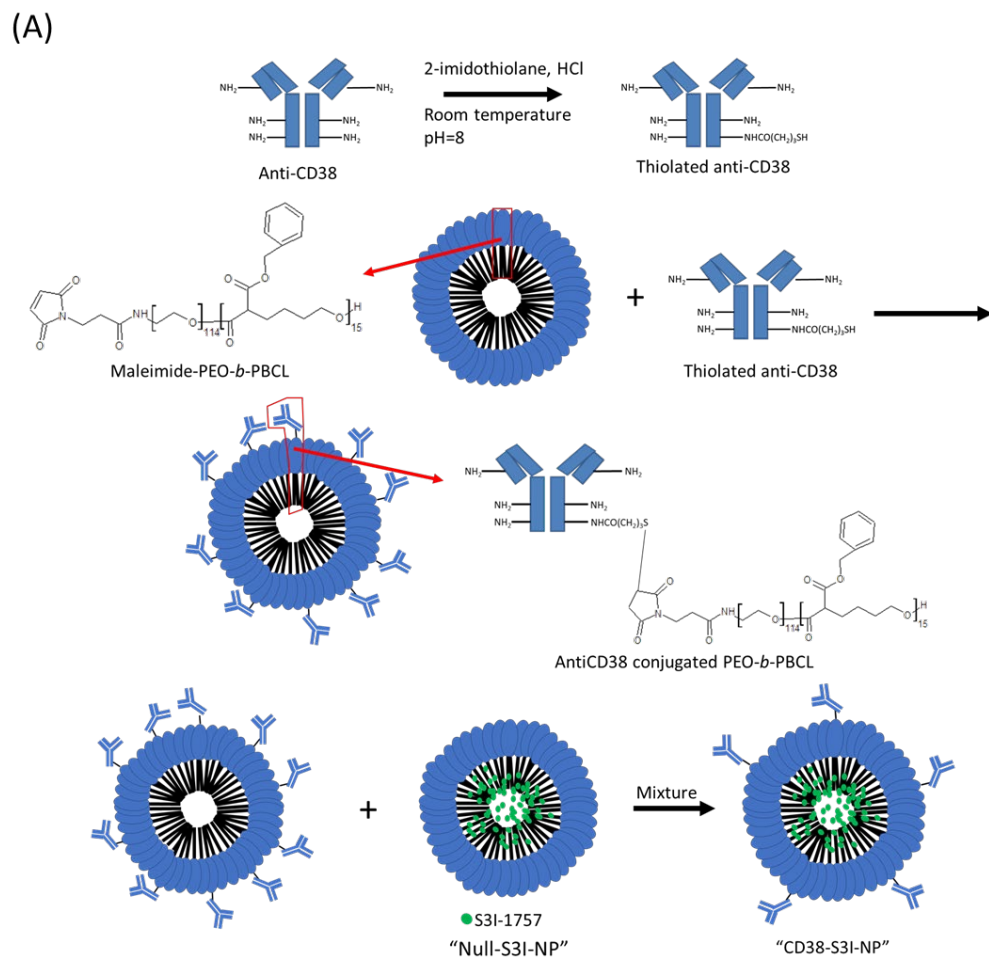 (A)
2-imidothiolane, HCl
Room temperature
pH=8
NH₂
NH₂
NH₂
NH₂
NH₂
NH₂
Anti-CD38
NH₂
NH₂
NH₂
NH₂
NH₂
NHCO(CH₂)₃SH
Thiolated anti-CD38
O
O
N
O
NH
O
114
O
O
O
O
H
15
Maleimide-PEO-b-PBCL
+
NH₂
NH₂
NH₂
NH₂
NH₂
NHCO(CH₂)₃SH
Thiolated anti-CD38
NH₂
NH₂
NH₂
NH₂
NH₂
NHCO(CH₂)₃S
O
O
N
O
NH
O
114
O
O
O
O
H
15
AntiCD38 conjugated PEO-b-PBCL
+
Mixture
S3I-1757
“Null-S3I-NP”
“CD38-S3I-NP”